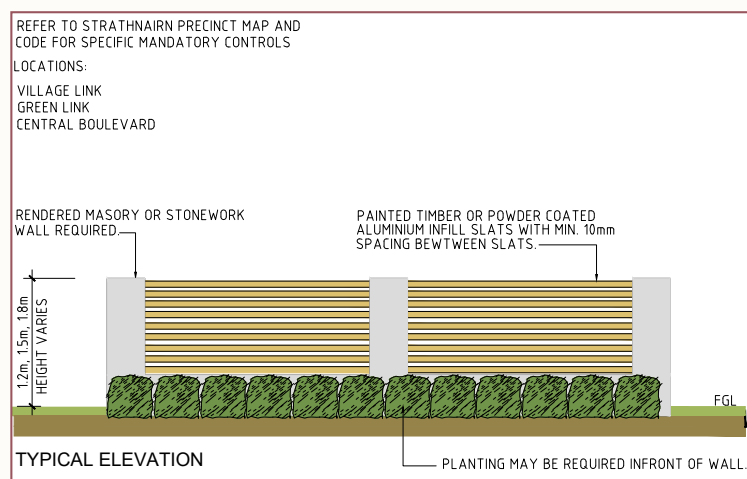 REFER TO STRATHNAIRN PRECINCT MAP AND
CODE FOR SPECIFIC MANDATORY CONTROLS
LOCATIONS:
VILLAGE LINK
GREEN LINK
CENTRAL BOULEVARD
RENDERED MASORY OR STONEWORK
WALL REQUIRED.
PAINTED TIMBER OR POWDER COATED
ALUMINIUM INFILL SLATS WITH MIN. 10mm
SPACING BEWTWEEN SLATS.
1.2m, 1.5m, 1.8m
HEIGHT VARIES
FGL
TYPICAL ELEVATION
PLANTING MAY BE REQUIRED INFRONT OF WALL.